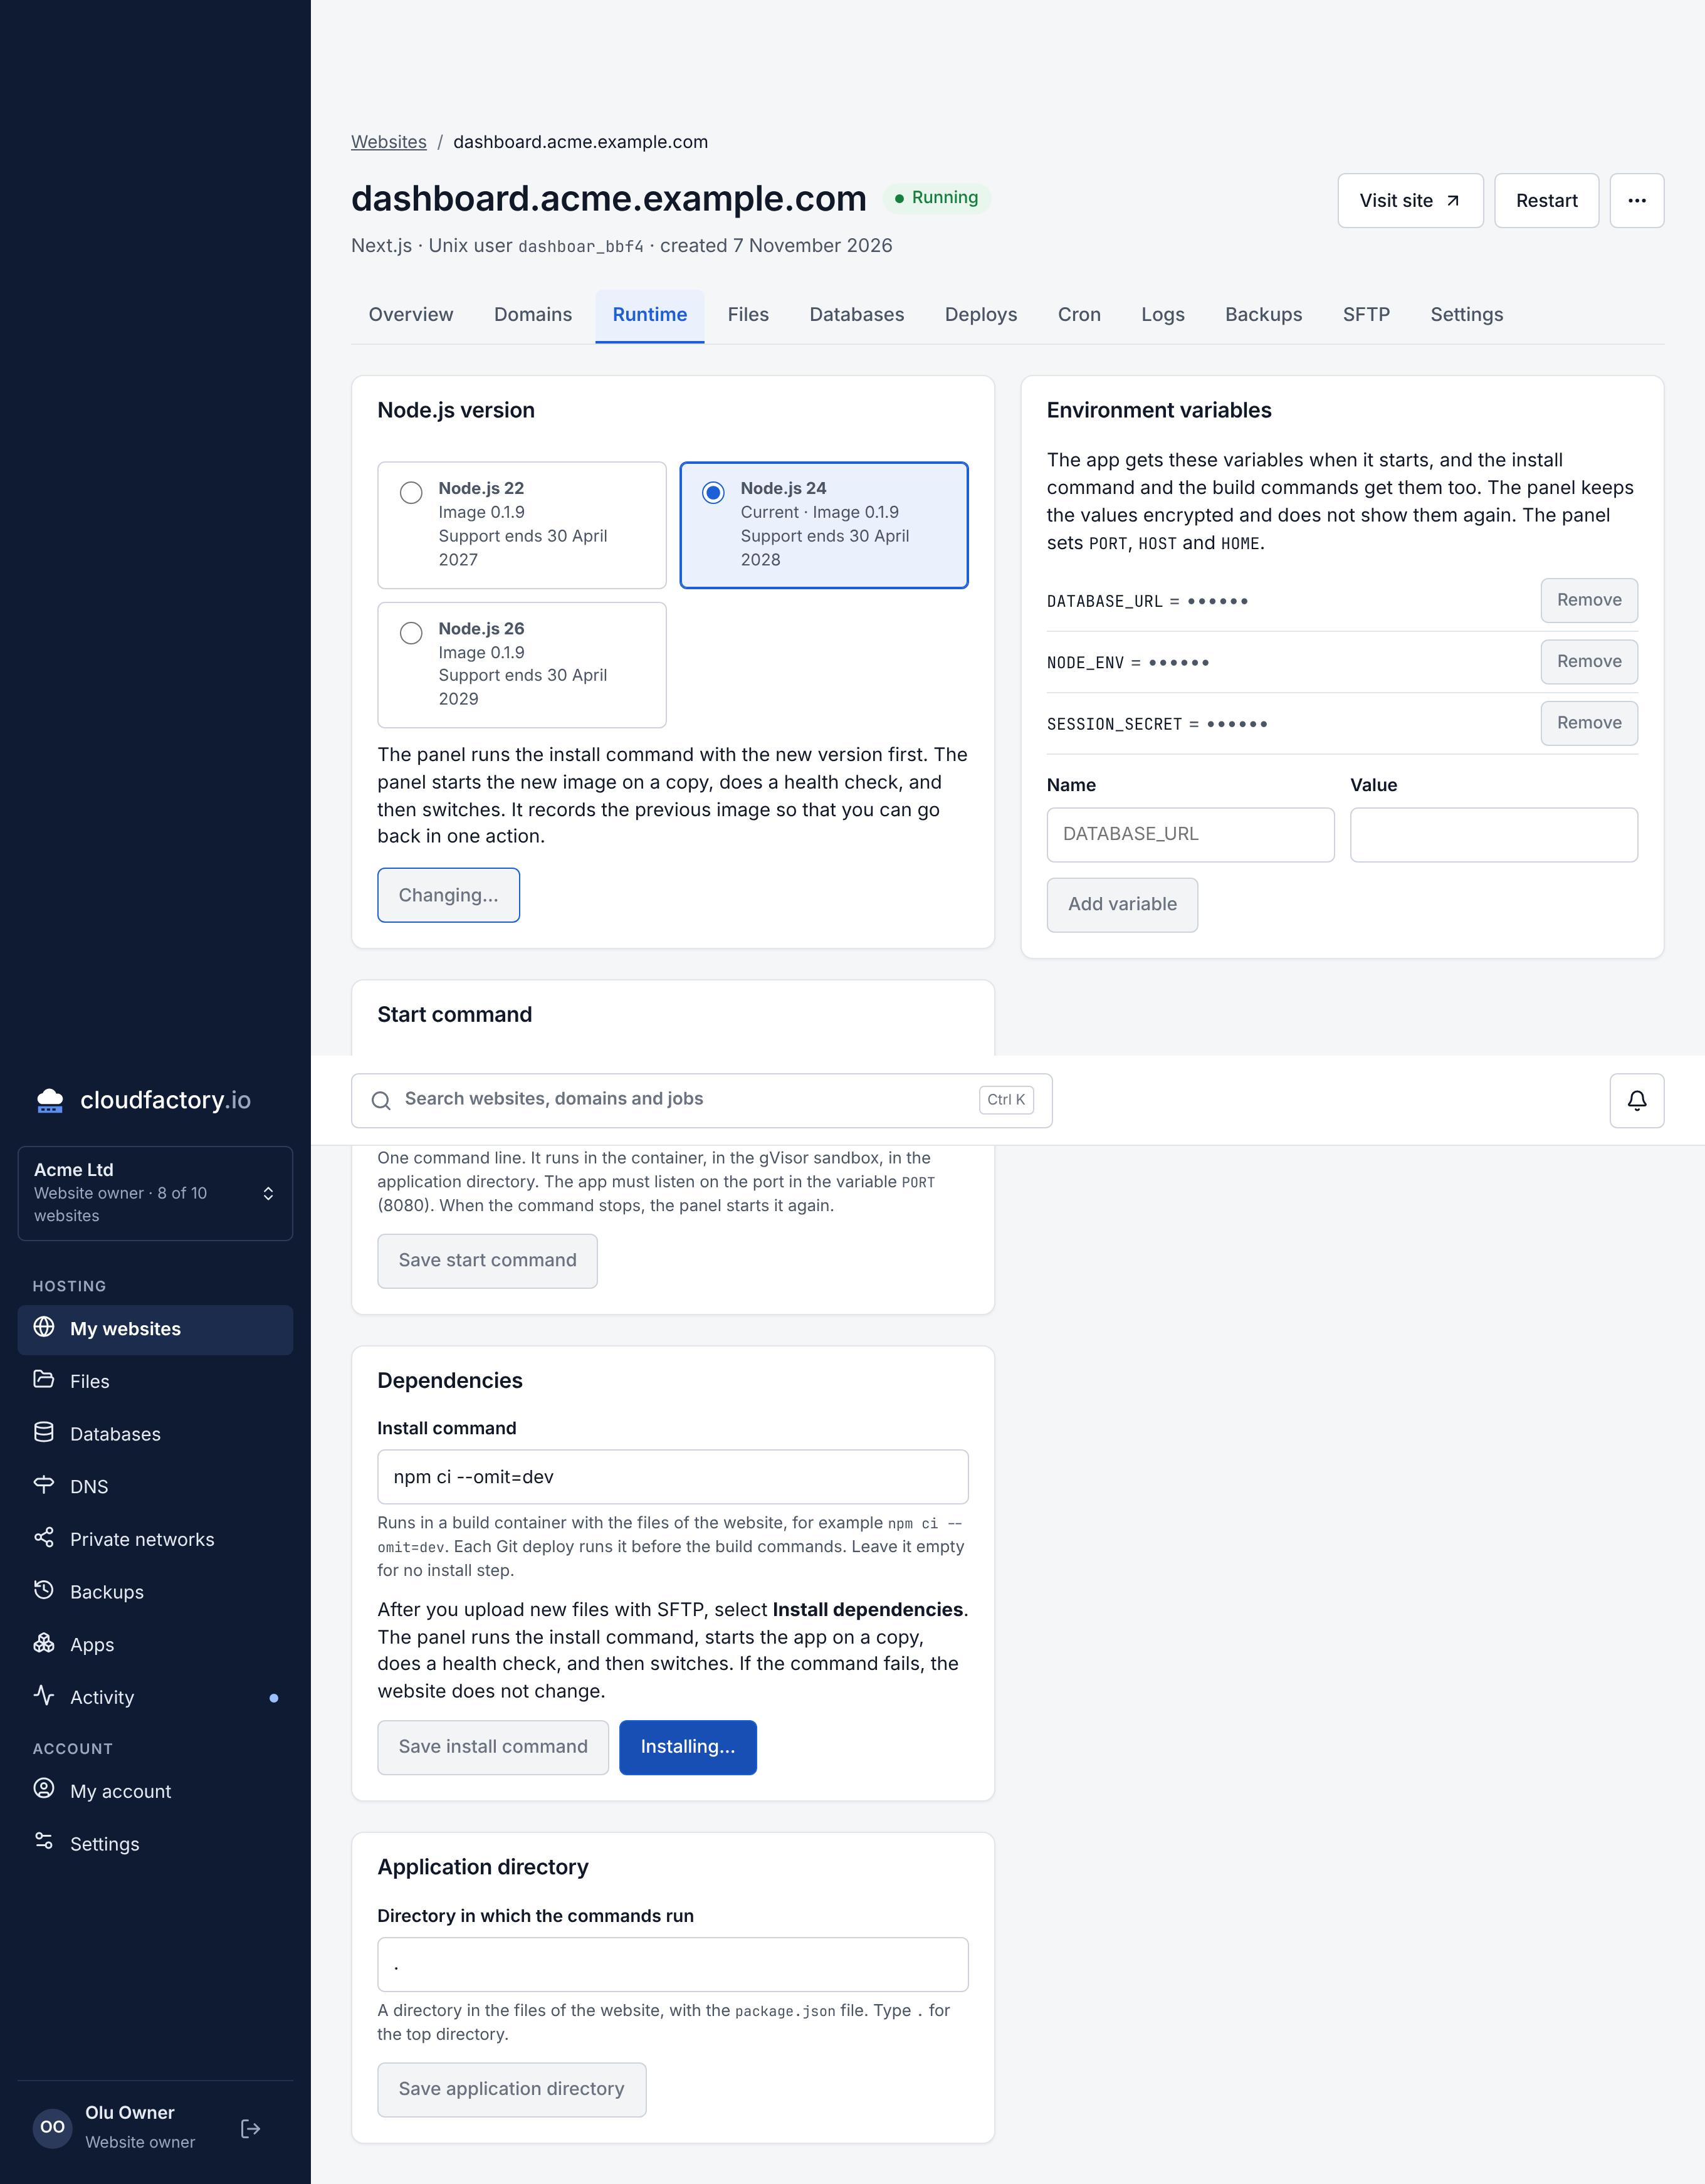 Websites / dashboard.acme.example.com
dashboard.acme.example.com
Running
Visit site
Restart
Next.js · Unix user dashboar_bbf4 · created 7 November 2026
Overview
Domains
Runtime
Files
Databases
Deploys
Cron
Logs
Backups
SFTP
Settings
Node.js version
Node.js 22
Image 0.1.9
Support ends 30 April
2027
Node.js 24
Current · Image 0.1.9
Support ends 30 April
2028
Node.js 26
Image 0.1.9
Support ends 30 April
2029
The panel runs the install command with the new version first. The
panel starts the new image on a copy, does a health check, and
then switches. It records the previous image so that you can go
back in one action.
Changing...
Environment variables
The app gets these variables when it starts, and the install
command and the build commands get them too. The panel keeps
the values encrypted and does not show them again. The panel
sets PORT, HOST and HOME.
DATABASE_URL = ••••••
Remove
NODE_ENV = ••••••
Remove
SESSION_SECRET = ••••••
Remove
Name
Value
DATABASE_URL
Add variable
Start command
cloudfactory.io
Search websites, domains and jobs
Ctrl K
Acme Ltd
Website owner · 8 of 10
websites
HOSTING
My websites
Files
Databases
DNS
Private networks
Backups
Apps
Activity
ACCOUNT
My account
Settings
OO
Olu Owner
Website owner
One command line. It runs in the container, in the gVisor sandbox, in the
application directory. The app must listen on the port in the variable PORT
(8080). When the command stops, the panel starts it again.
Save start command
Dependencies
Install command
npm ci --omit=dev
Runs in a build container with the files of the website, for example npm ci --
omit=dev. Each Git deploy runs it before the build commands. Leave it empty
for no install step.
After you upload new files with SFTP, select Install dependencies.
The panel runs the install command, starts the app on a copy,
does a health check, and then switches. If the command fails, the
website does not change.
Save install command
Installing...
Application directory
Directory in which the commands run
.
A directory in the files of the website, with the package.json file. Type . for
the top directory.
Save application directory